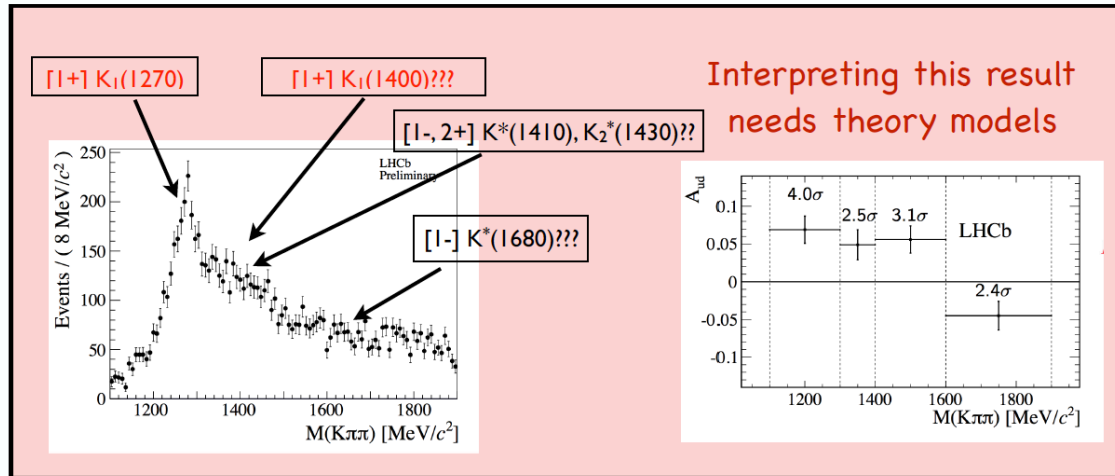 [1+] K₁(1270)
[1+] K₁(1400)???
Interpreting this result
needs theory models
[1-, 2+] K*(1410), K₂*(1430)??
[1-] K*(1680)???
Events / ( 8 MeV/c² )
250
200
150
100
50
0
LHCb
Preliminary
1200
1400
1600
1800
M(Kππ) [MeV/c²]
A_ud
0.1
0.05
0
-0.05
-0.1
4.0σ
2.5σ
3.1σ
LHCb
2.4σ
1200
1400
1600
1800
M(Kππ) [MeV/c²]